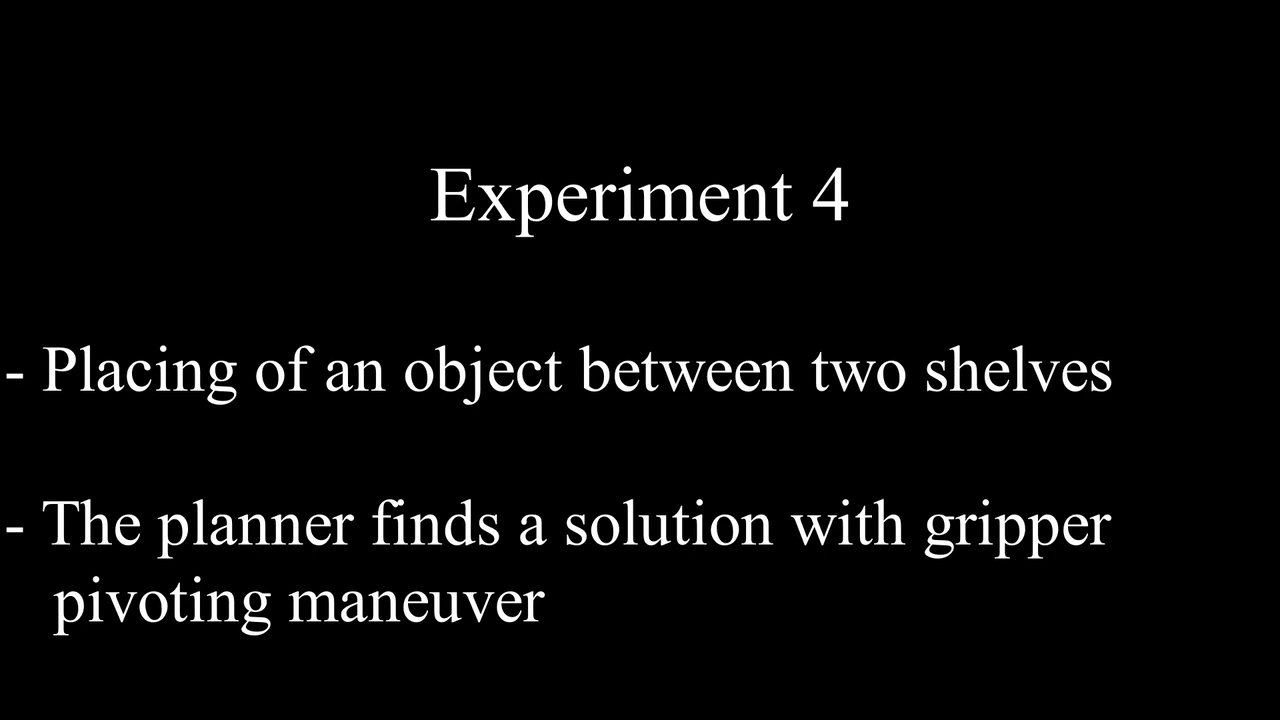 Experiment 4
- Placing of an object between two shelves
- The planner finds a solution with gripper
pivoting maneuver